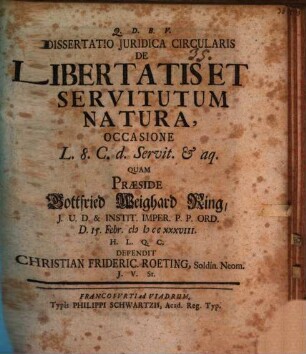 Q. D. B. V.
DISSERTATIO JURIDICA CIRCULARIS
DE
LIBERTATIS ET
SERVITUTUM
NATURA,
OCCASIONE
L. 8. C. d. Servit. & aq.
QUAM
PRÆSIDE
Gottfried Weighard Ring,
J. U. D. & INSTIT. IMPER. P. P. ORD.
D. 15. Febr. cIɔ Iɔ cc xxxviii.
H. L. Q. C.
DEFENDIT
CHRISTIAN FRIDERIC. ROETING, Soldin. Neom.
J. V. St.
FRANCOFURTI ad VIADRUM,
Typis PHILIPPI SCHWARTZII, Acad. Reg. Typ.